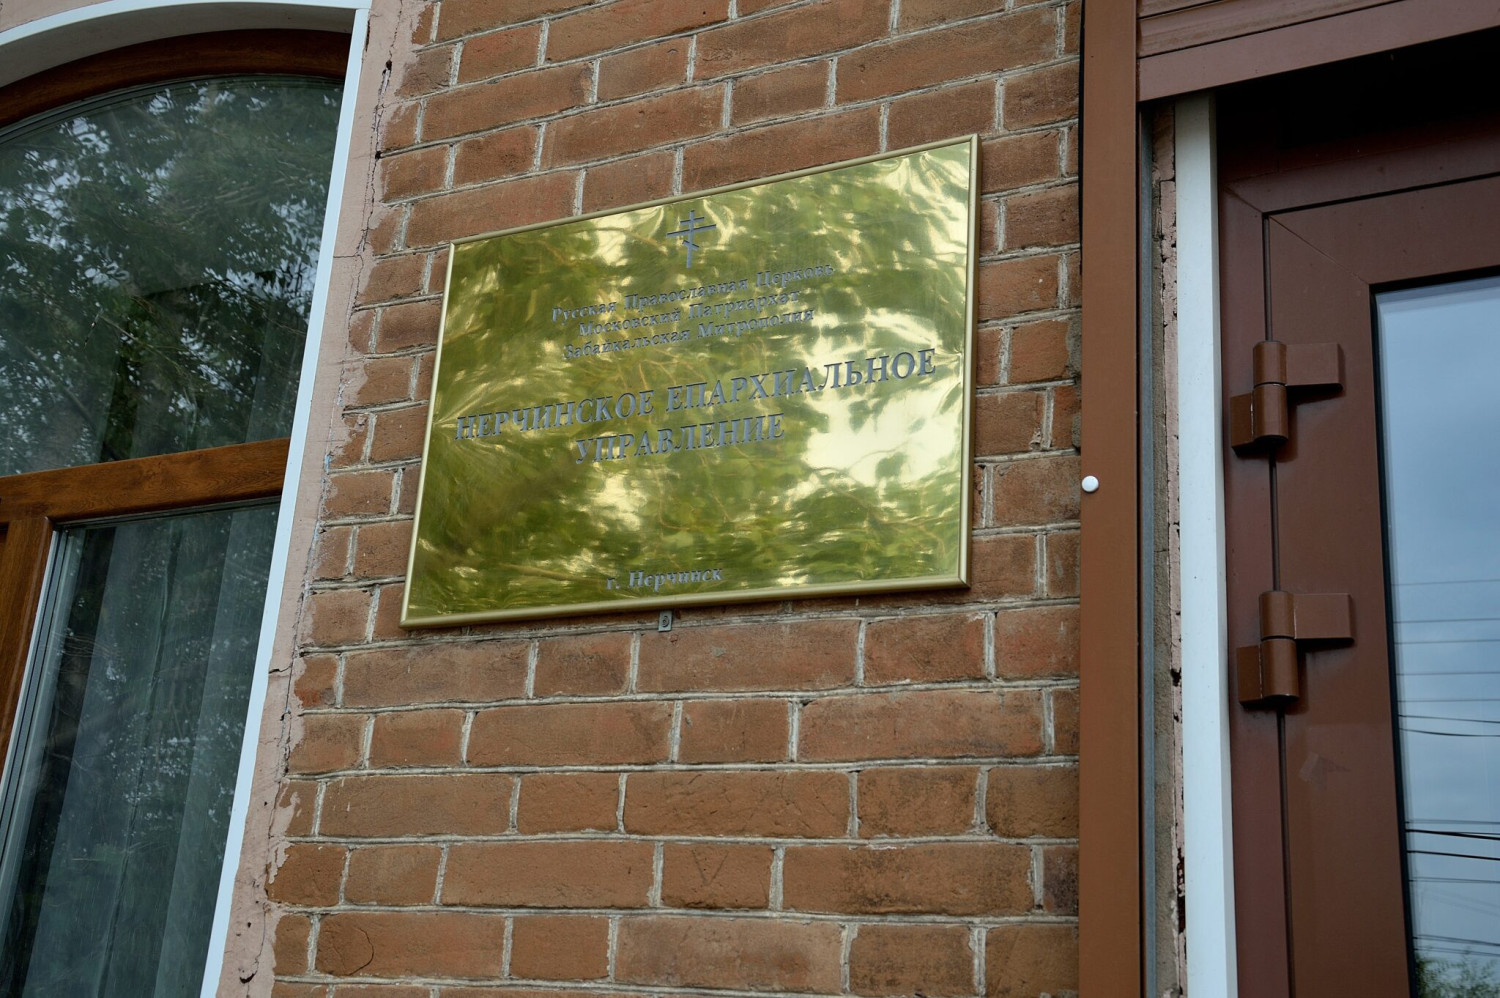 Русская Православная Церковь
Московский Патриархат
Забайкальская Митрополия
НЕРЧИНСКОЕ ЕПАРХИАЛЬНОЕ
УПРАВЛЕНИЕ
г. Нерчинск